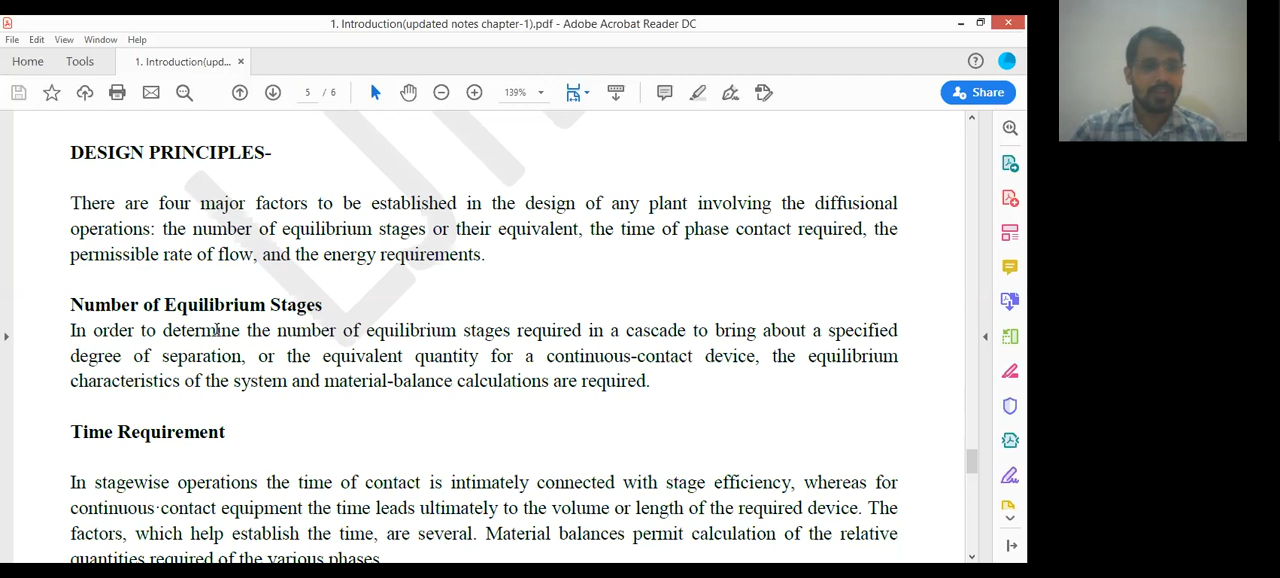 1. Introduction(updated notes chapter-1).pdf - Adobe Acrobat Reader DC
File Edit View Window Help
Home Tools 1. Introduction(upd... ×
5 / 6 139% Share
DESIGN PRINCIPLES-
There are four major factors to be established in the design of any plant involving the diffusional
operations: the number of equilibrium stages or their equivalent, the time of phase contact required, the
permissible rate of flow, and the energy requirements.
Number of Equilibrium Stages
In order to determine the number of equilibrium stages required in a cascade to bring about a specified
degree of separation, or the equivalent quantity for a continuous-contact device, the equilibrium
characteristics of the system and material-balance calculations are required.
Time Requirement
In stagewise operations the time of contact is intimately connected with stage efficiency, whereas for
continuous·contact equipment the time leads ultimately to the volume or length of the required device. The
factors, which help establish the time, are several. Material balances permit calculation of the relative
quantities required of the various phases.